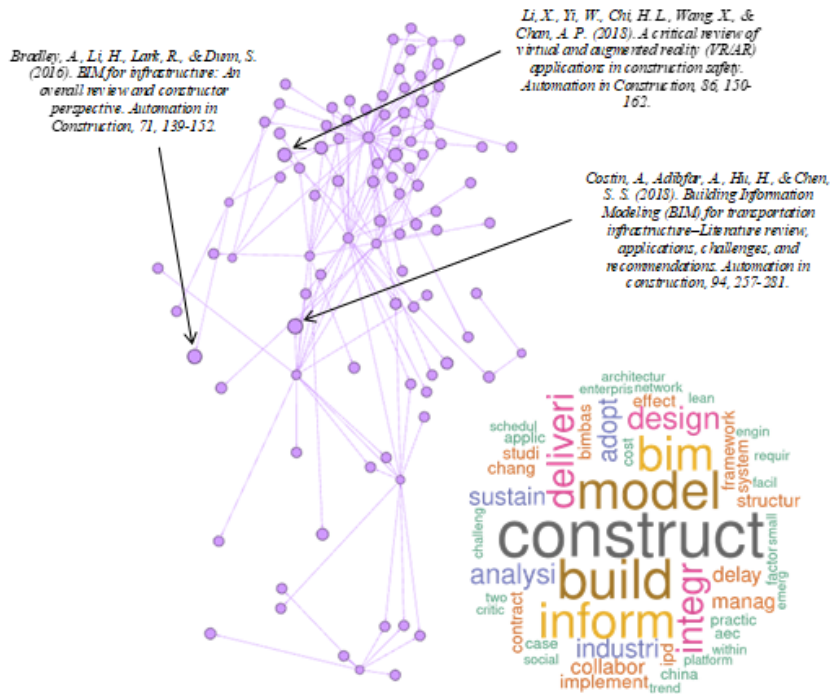 Li, X., Yi, W., Chi, H. L., Wang, X., &
Chan, A. P. (2018). A critical review of
virtual and augmented reality (VR/AR)
applications in construction safety.
Automation in Construction, 86, 150-
162.
Bradley, A., Li, H., Lark, R., & Dunn, S.
(2016). BIM for infrastructure: An
overall review and constructor
perspective. Automation in
Construction, 71, 139-152.
Costin, A., Adibfar, A., Hu, H., & Chen,
S. S. (2018). Building Information
Modeling (BIM) for transportation
infrastructure–Literature review,
applications, challenges, and
recommendations. Automation in
construction, 94, 257-281.
architectur
enterpris network
effect lean
deliveri bimbas adopt design
schedul
applic
cost bim framework system engin
studi
chang
requir
facil
sustain model structur
challeng construct factor small
analysi build integr delay emerg
two
critic
contract inform manag
practic
aec
case industri ipd within
social collabor platform
implement china
trend